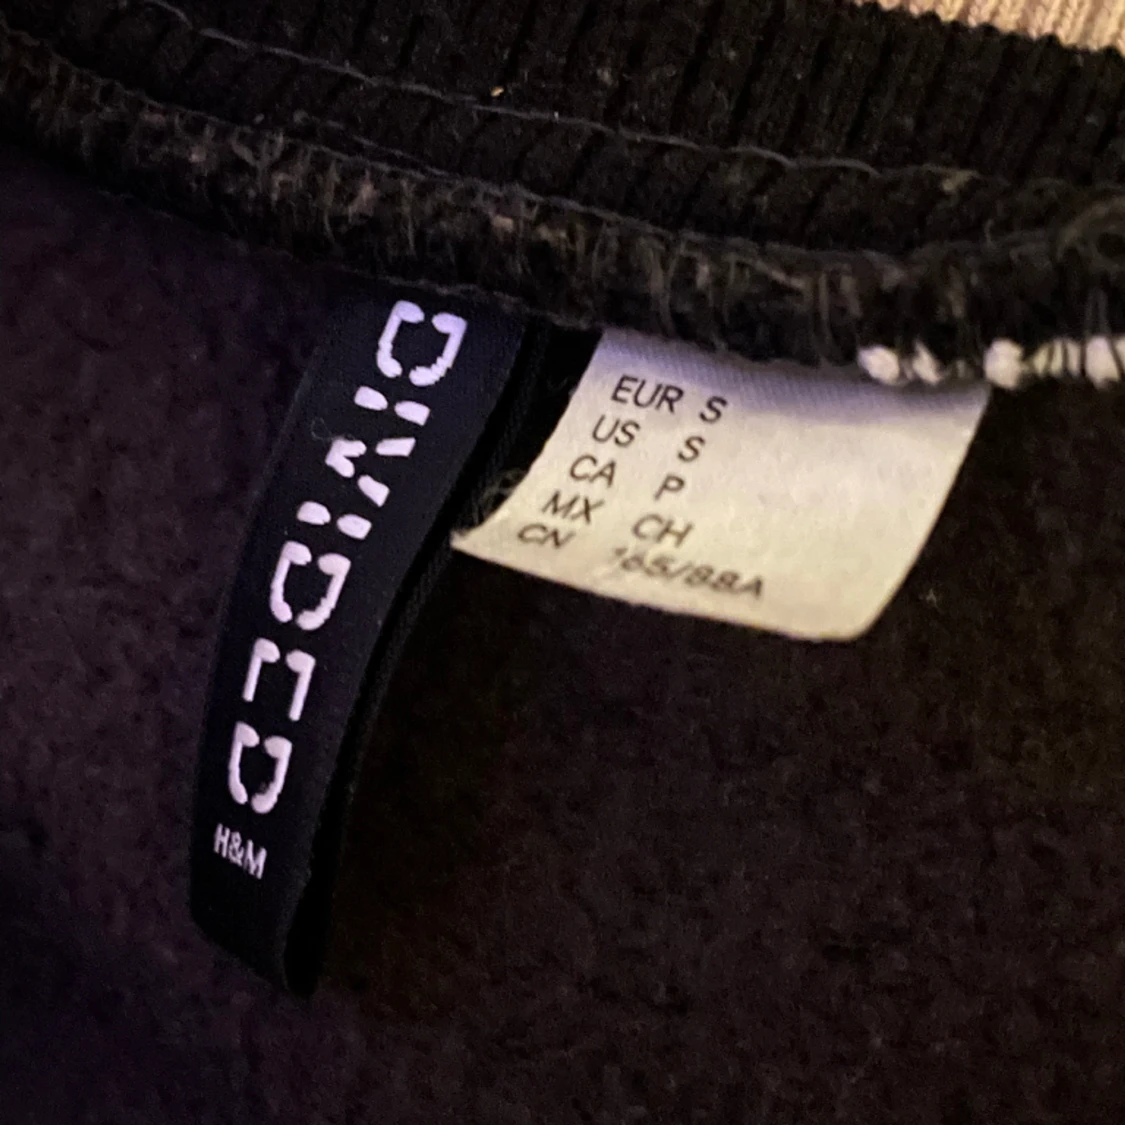 DIVIDED
H&M
EUR S
US S
CA P
MX CH
CN 165/88A